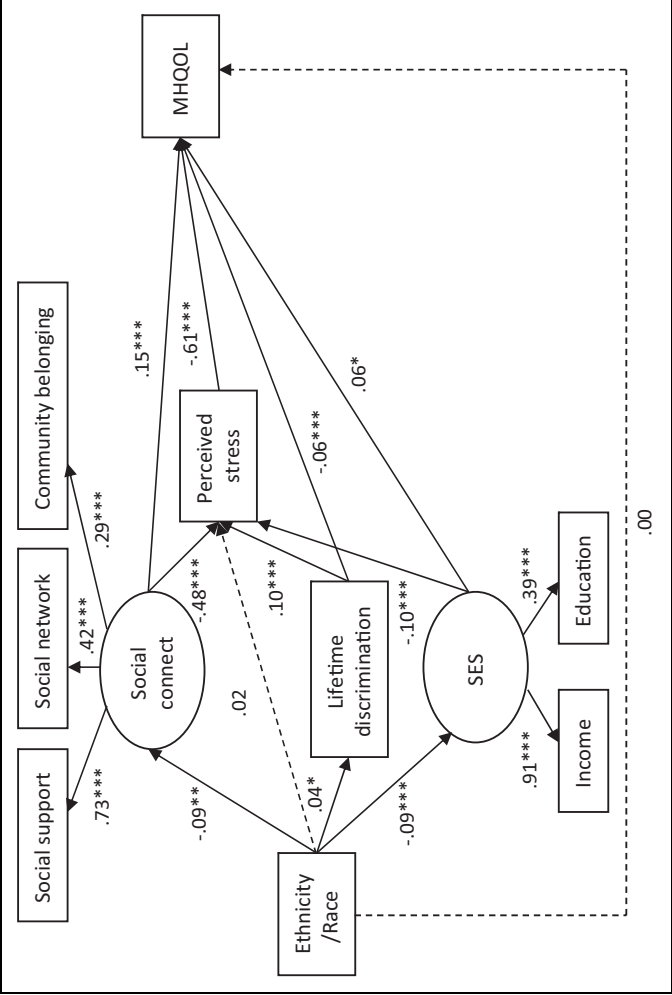 Social support
Social network
Community belonging
.73***
.42***
.29***
Social
connect
.15***
MHQOL
-.09**
-.48***
Perceived
stress
-.61***
.02
.10***
Ethnicity
/Race
.04*
Lifetime
discrimination
-.06***
-.09***
-.10***
.06*
SES
.91***
.39***
Income
Education
.00